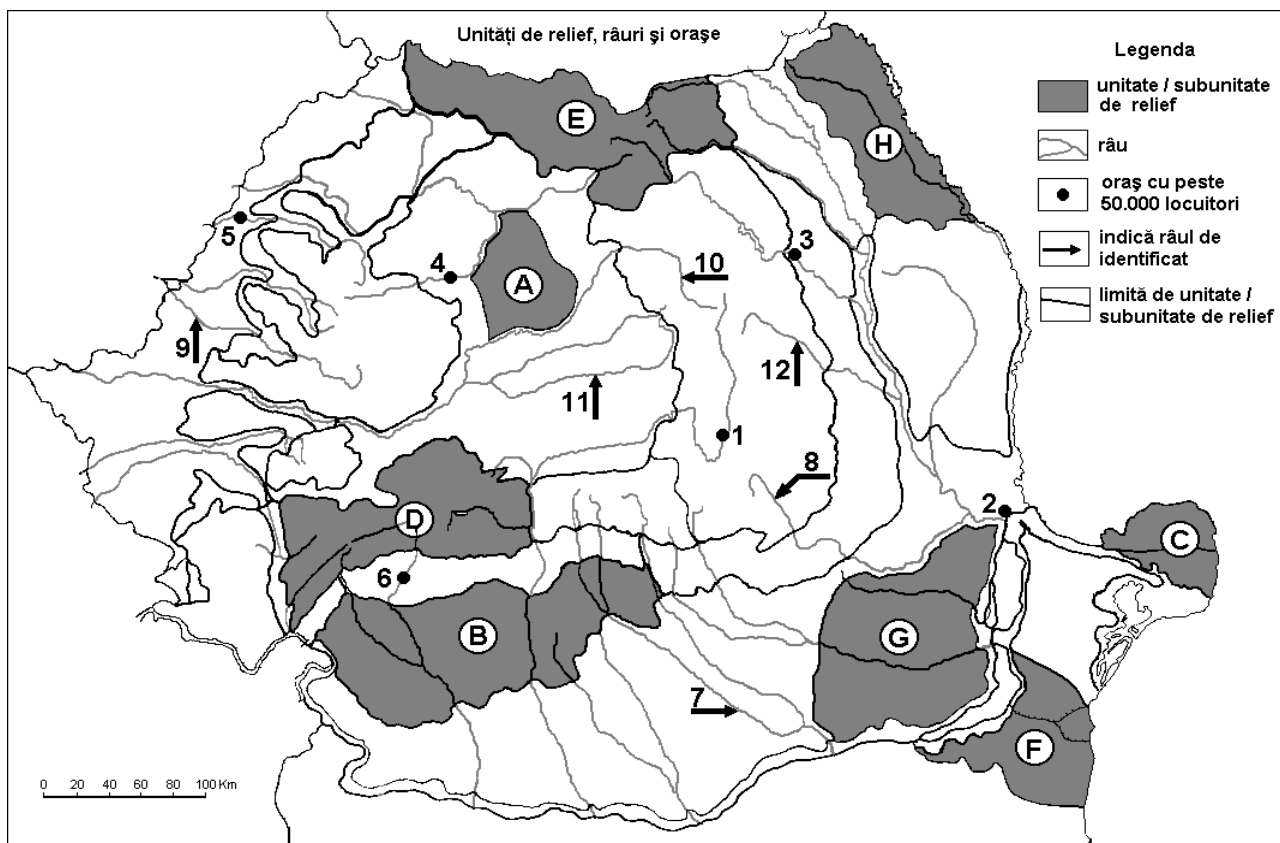 Unități de relief, râuri și orașe
Legenda
unitate / subunitate
de relief
râu
oraș cu peste
50.000 locuitori
indică râul de
identificat
limită de unitate /
subunitate de relief
E
H
5
3
4
A
10
9
12
11
1
8
2
D
C
6
B
G
7
F
0 20 40 60 80 100 Km